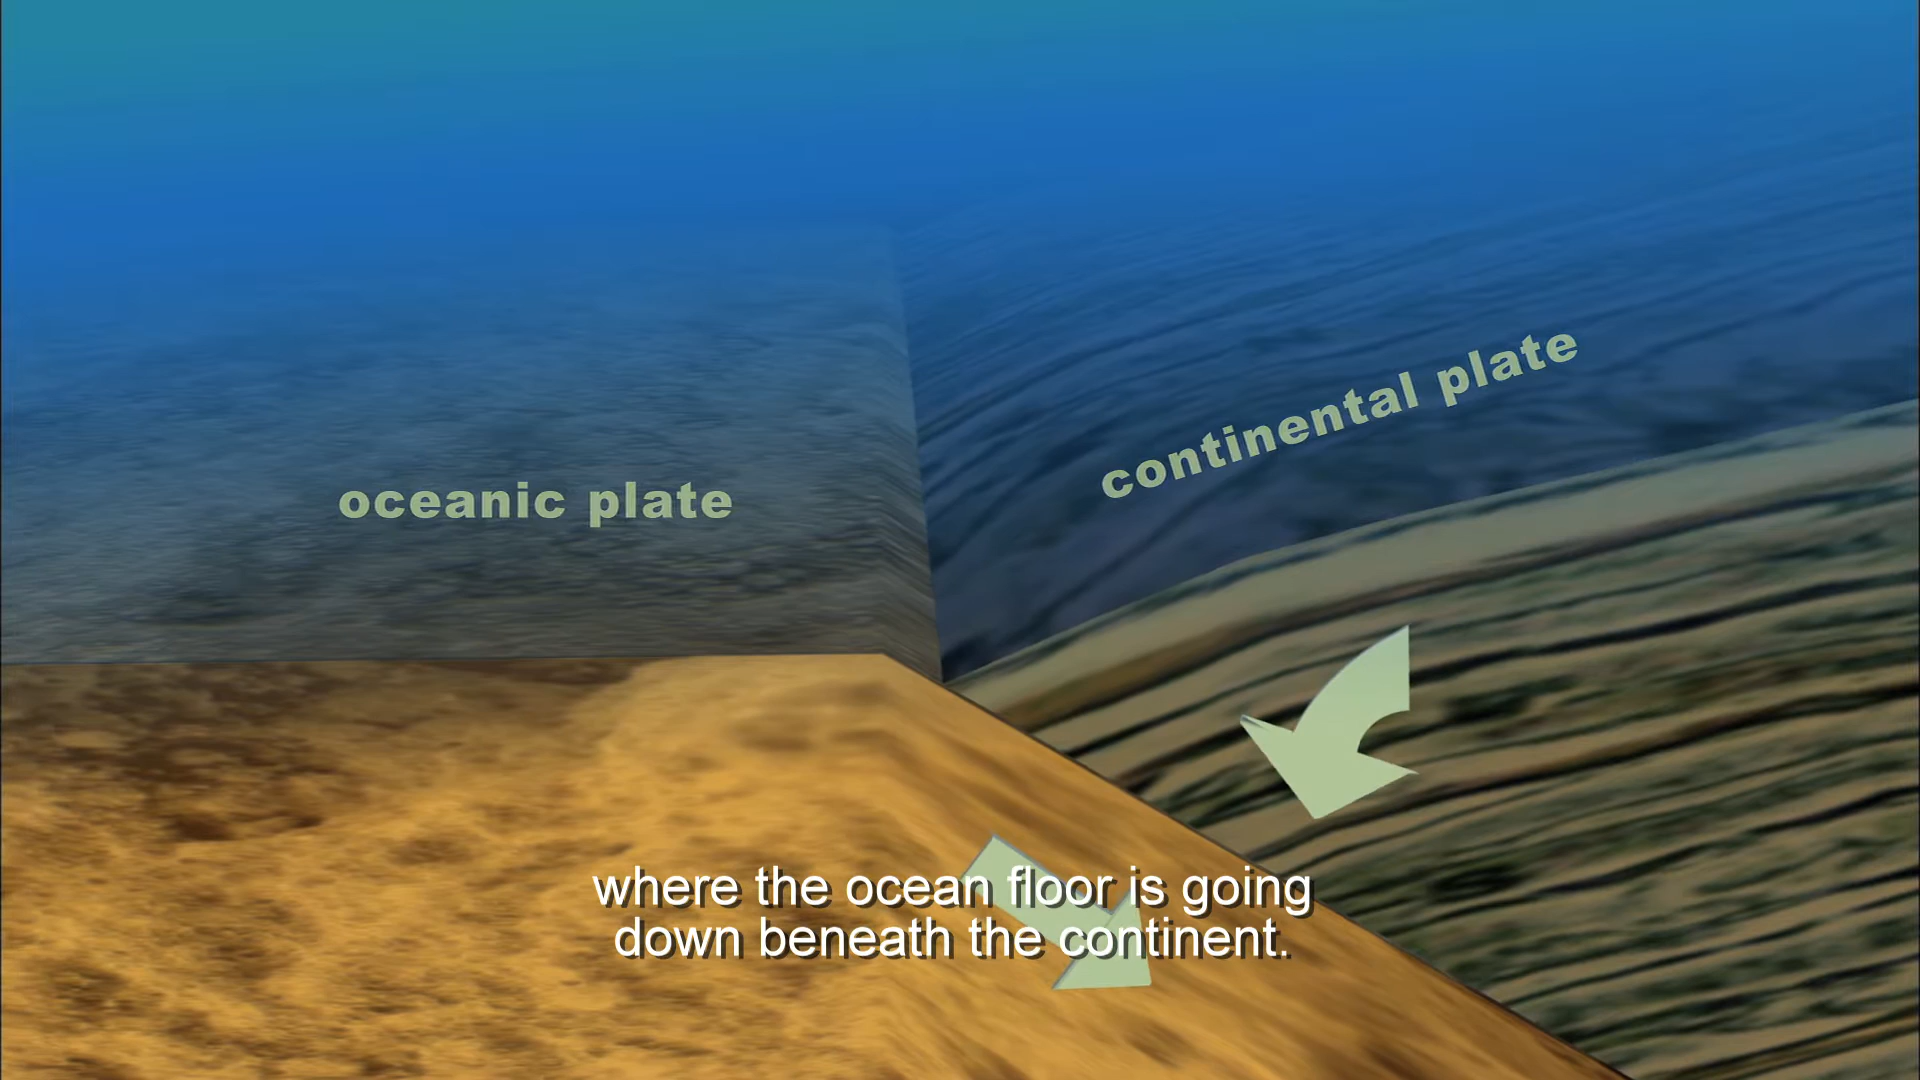 continental plate
oceanic plate
where the ocean floor is going
down beneath the continent.